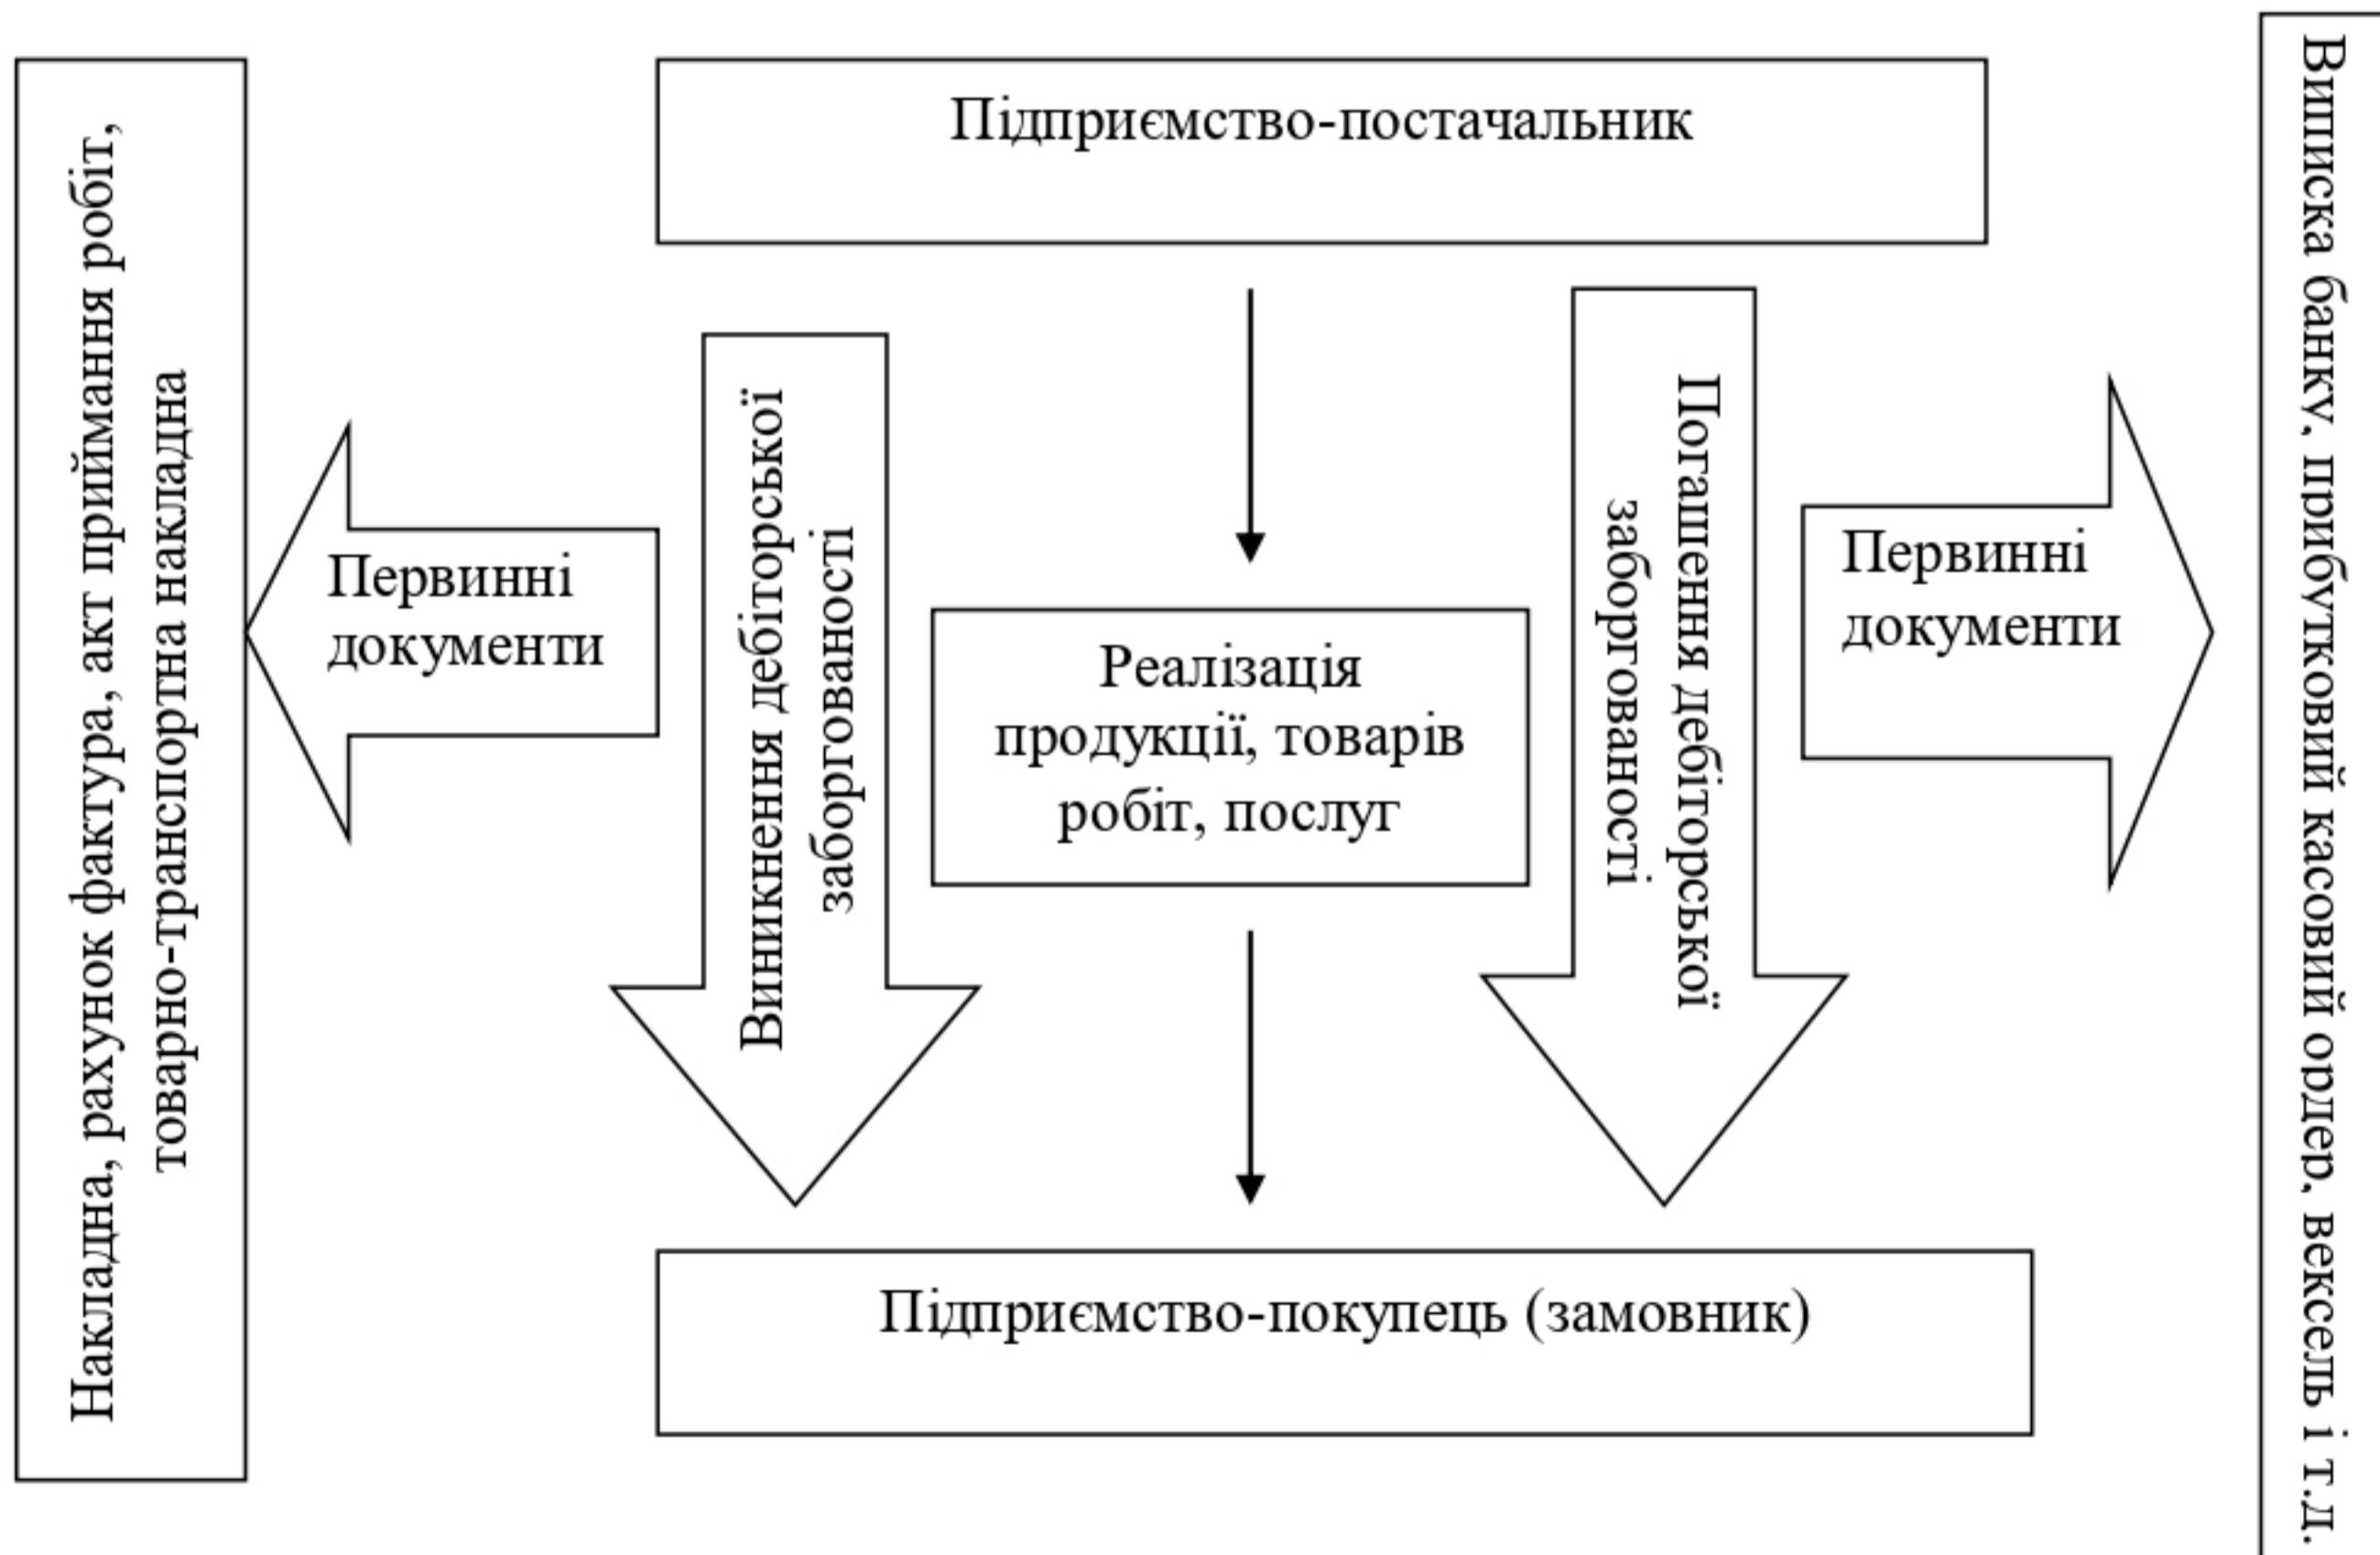 Підприємство-постачальник
Накладна, рахунок фактура, акт приймання робіт,
товарно-транспортна накладна
Первинні
документи
Виникнення дебіторської
заборгованості
Реалізація
продукції, товарів
робіт, послуг
Погашення дебіторської
заборгованості
Первинні
документи
Виписка банку, прибутковий касовий ордер, вексель і т.д.
Підприємство-покупець (замовник)